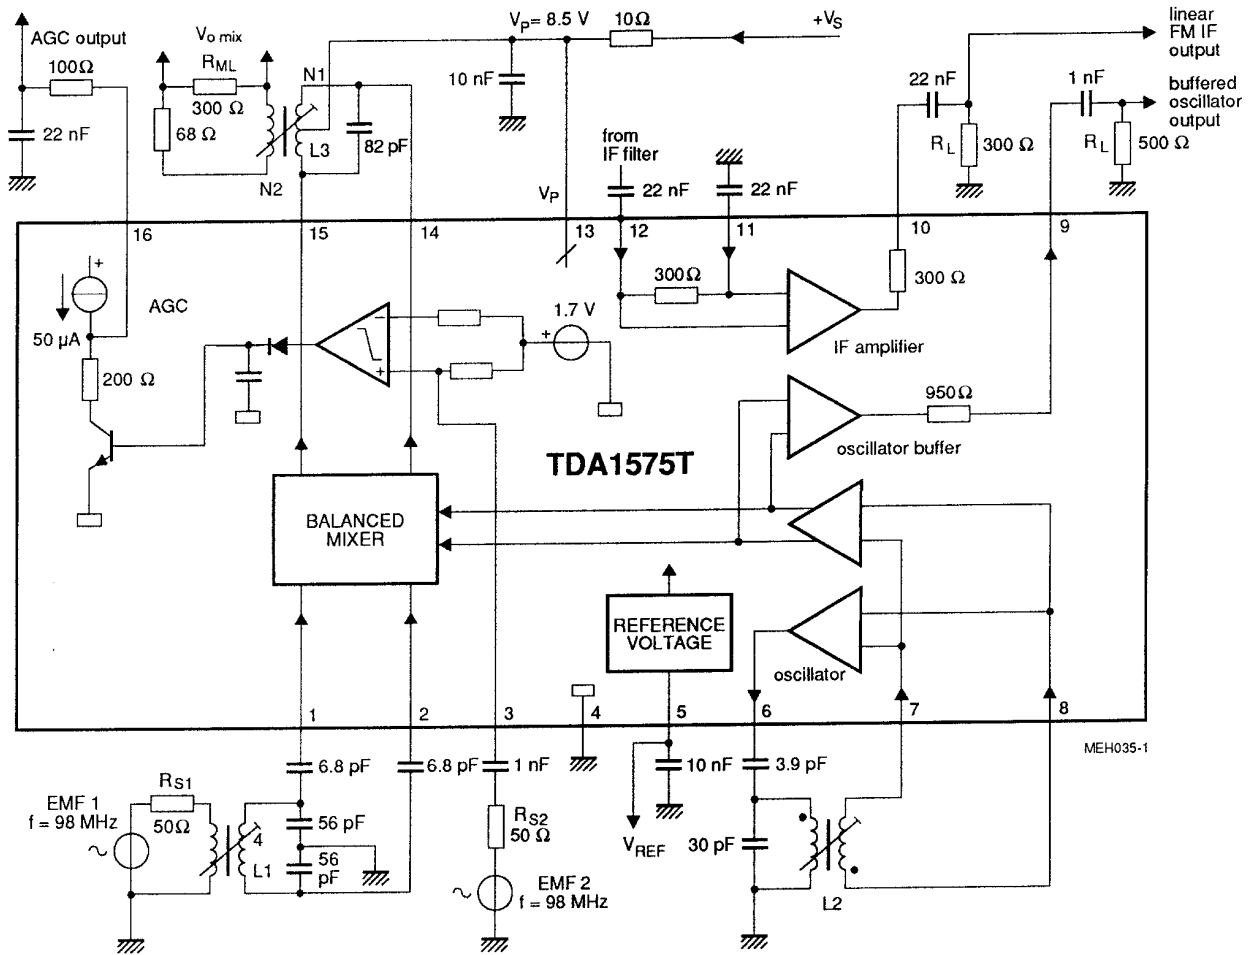 AGC output
100Ω
22 nF
V o mix
R ML
300 Ω
68 Ω
N1
L3
N2
82 pF
V P = 8.5 V
10 Ω
+V S
10 nF
V P
from
IF filter
22 nF
22 nF
22 nF
R L
300 Ω
linear
FM IF
output
1 nF
buffered
oscillator
output
R L
500 Ω
16
15
14
13
12
11
10
9
+
50 µA
AGC
200 Ω
−
+
+
1.7 V
300 Ω
300 Ω
IF amplifier
950Ω
oscillator buffer
TDA1575T
BALANCED
MIXER
REFERENCE
VOLTAGE
oscillator
1
2
3
4
5
6
7
8
MEH035-1
6.8 pF
6.8 pF
1 nF
10 nF
3.9 pF
EMF 1
f = 98 MHz
R S1
50Ω
~
4
L1
56 pF
56
pF
R S2
50 Ω
~
EMF 2
f = 98 MHz
V REF
30 pF
L2